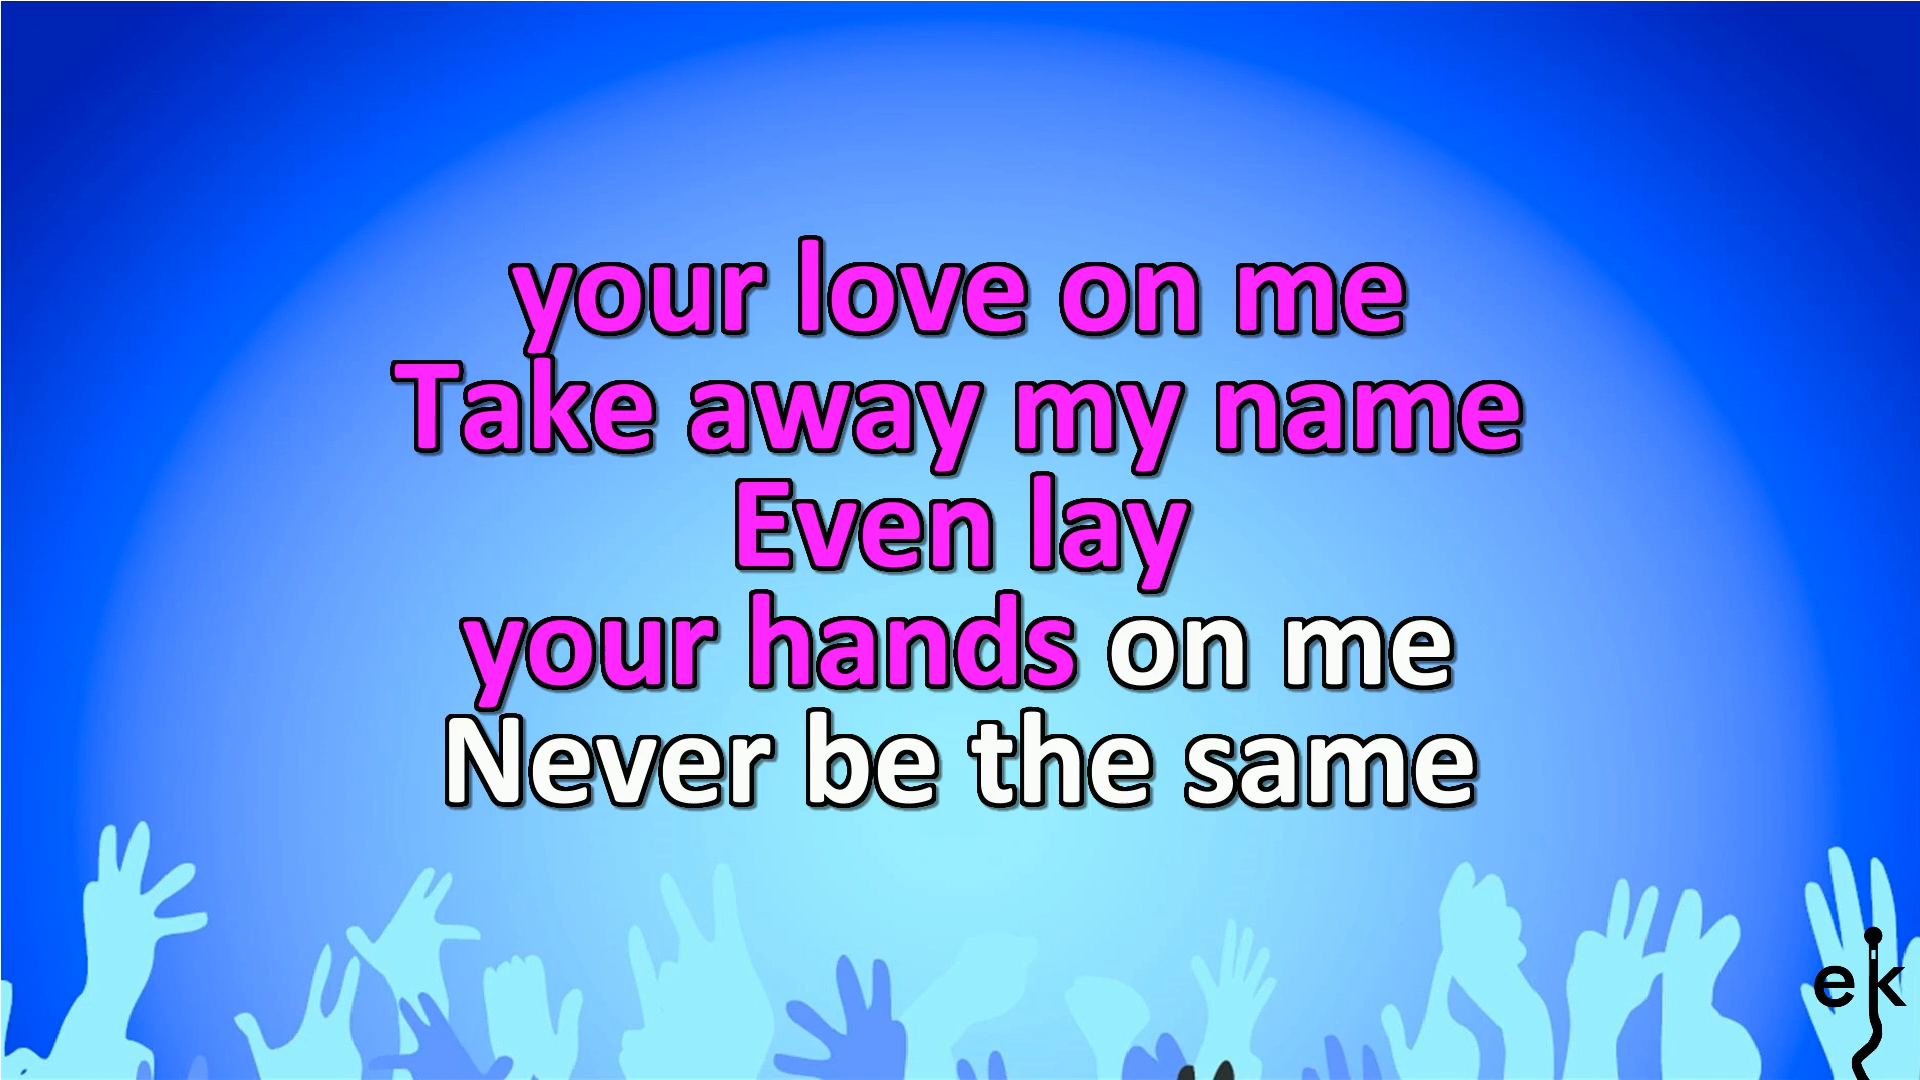 your love on me
Take away my name
Even lay
your hands on me
Never be the same
ek